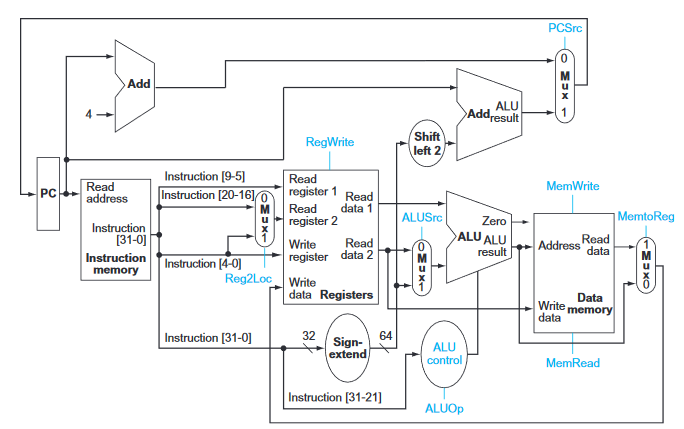 PCSrc
0
M
u
x
1
Add
4
Add
ALU
result
Shift
left 2
RegWrite
Instruction [9-5]
Instruction [20-16]
Instruction [4-0]
Instruction [31-0]
Instruction [31-21]
PC
Read
address
Instruction
[31-0]
Instruction
memory
0
M
u
x
1
Reg2Loc
Read
register 1
Read
data 1
Read
register 2
Write
register
Read
data 2
Write
data
Registers
ALUSrc
0
M
u
x
1
Zero
ALU
ALU
result
MemWrite
Address
Read
data
Write
data
Data
memory
MemRead
MemtoReg
1
M
u
x
0
32
Sign-
extend
64
ALU
control
ALUOp